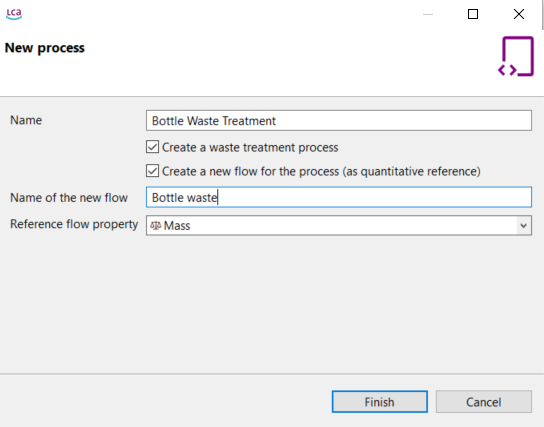 LCA
New process
Name
Bottle Waste Treatment
Create a waste treatment process
Create a new flow for the process (as quantitative reference)
Name of the new flow
Bottle waste
Reference flow property
Mass
Finish
Cancel